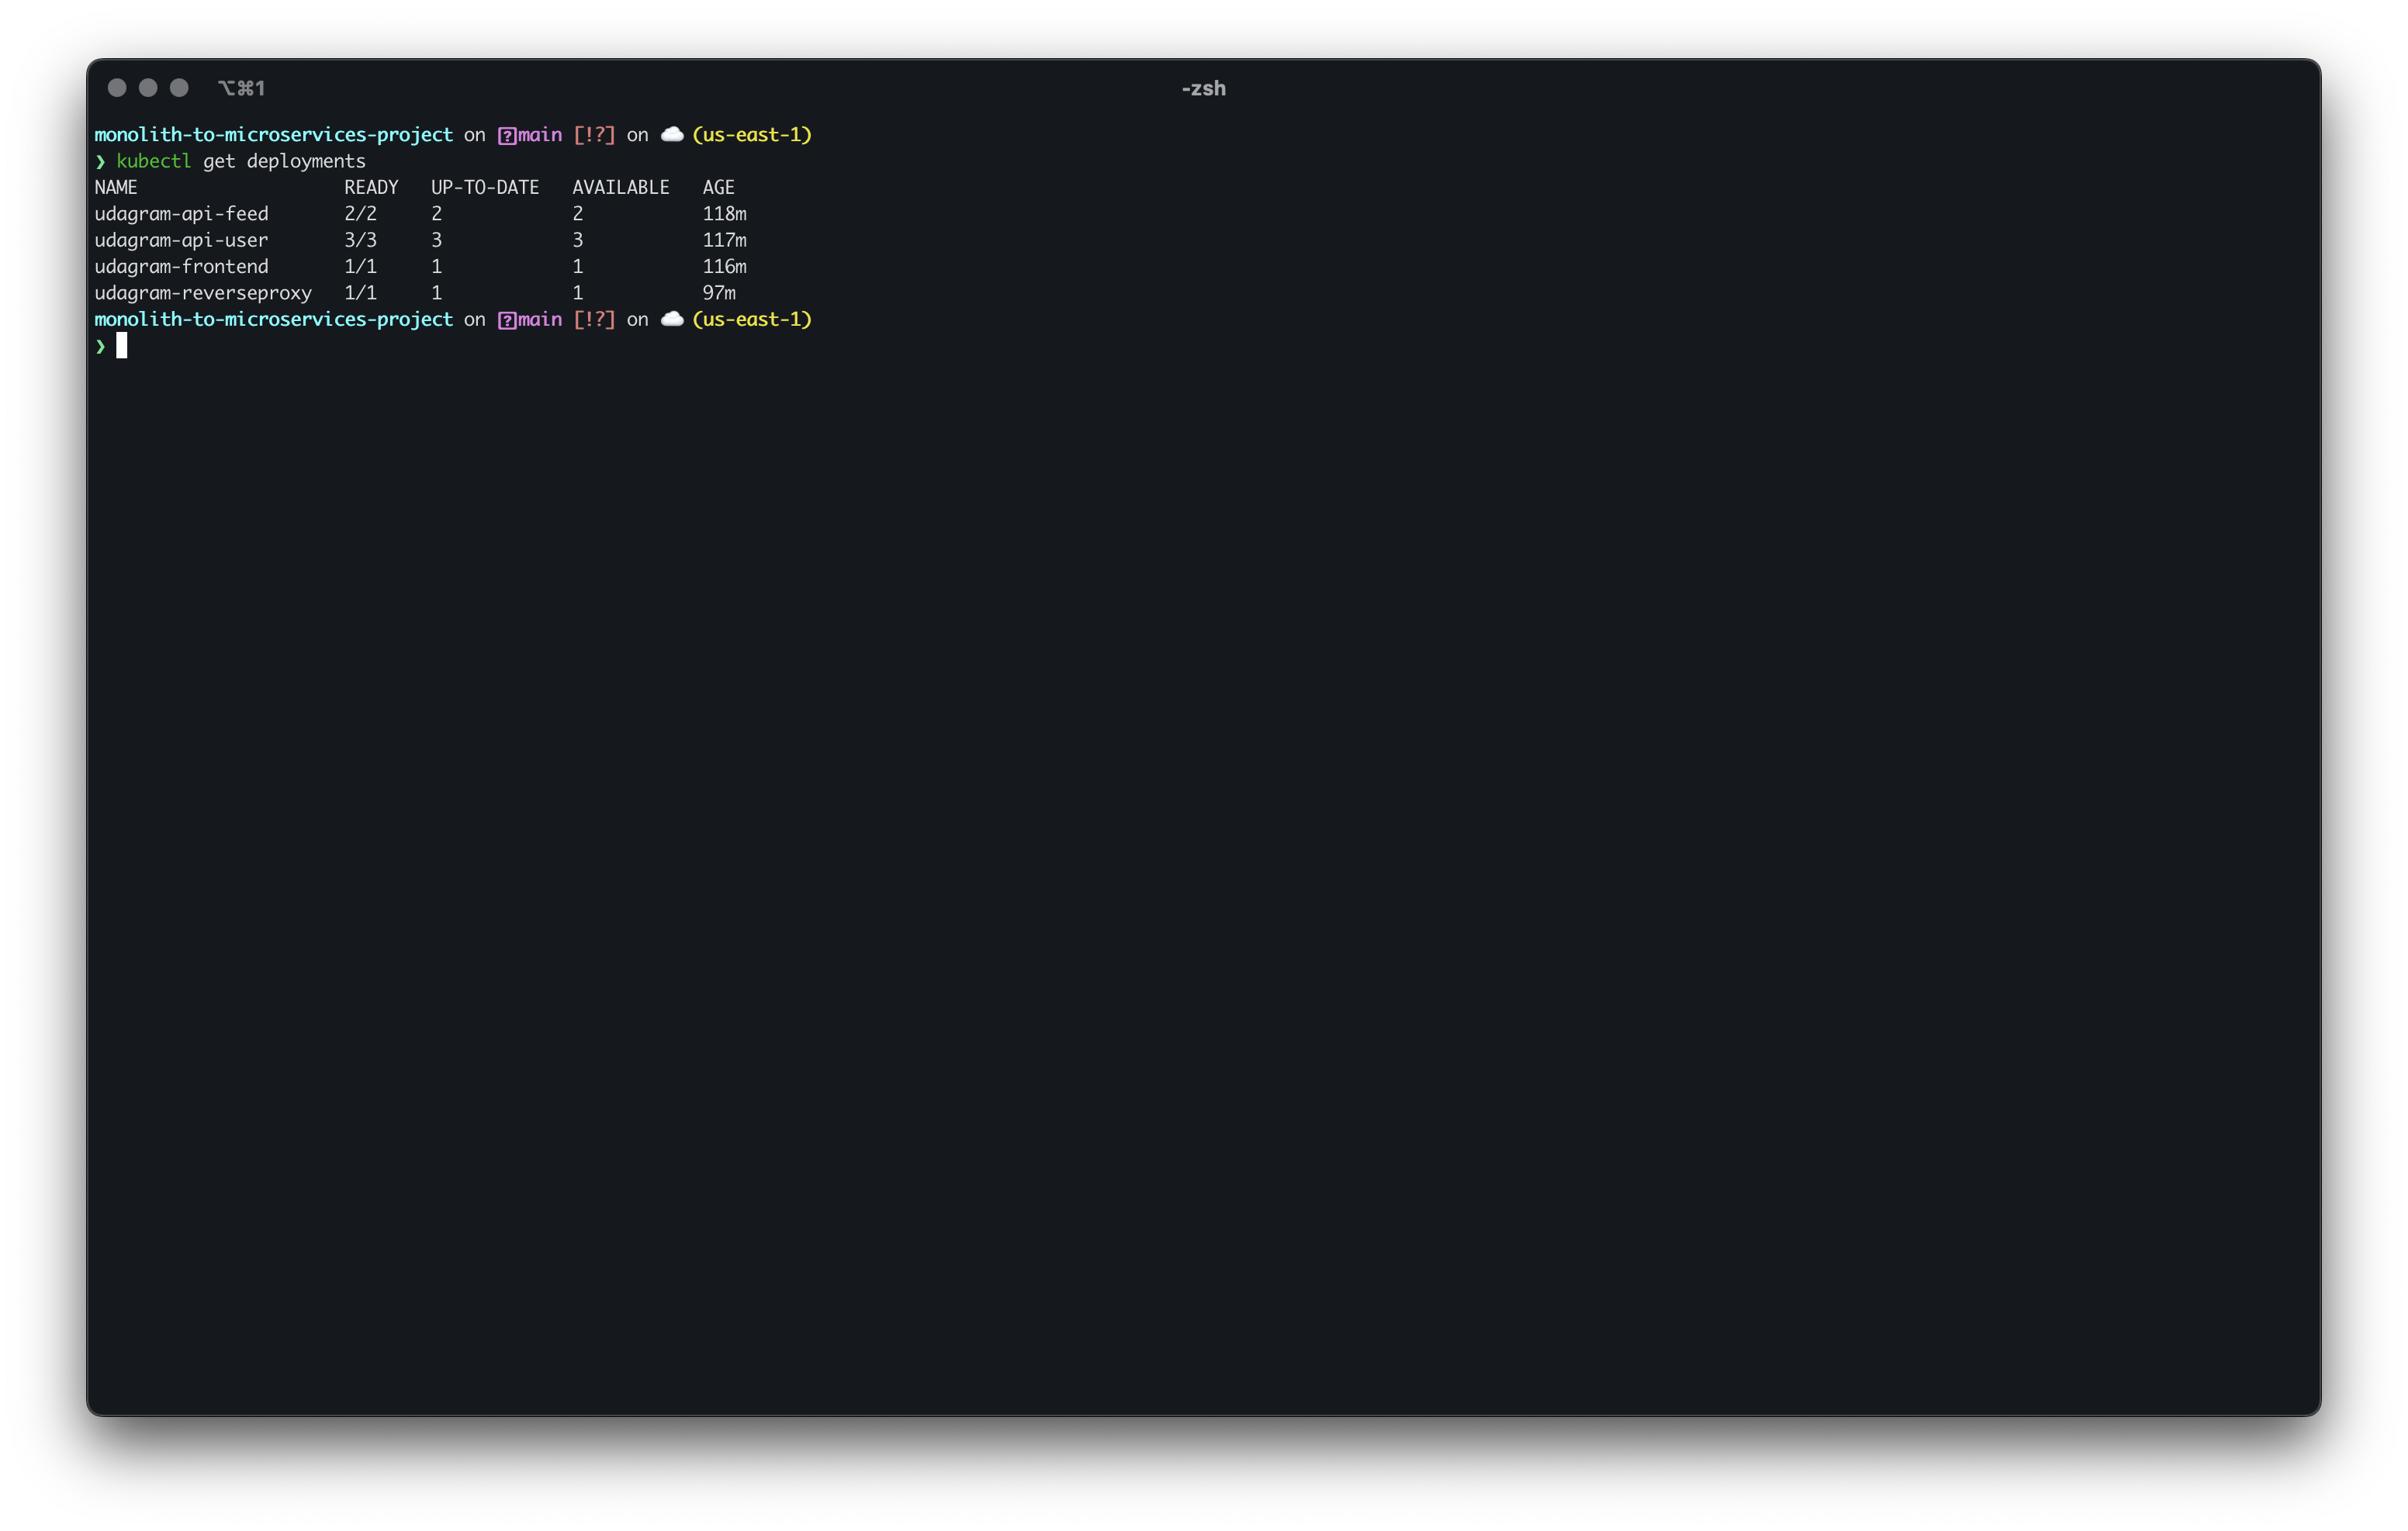 ⌥⌘1 -zsh
monolith-to-microservices-project on ⍰main [!?] on ☁️ (us-east-1)
❯ kubectl get deployments
NAME                   READY   UP-TO-DATE   AVAILABLE   AGE
udagram-api-feed       2/2     2            2           118m
udagram-api-user       3/3     3            3           117m
udagram-frontend       1/1     1            1           116m
udagram-reverseproxy   1/1     1            1           97m
monolith-to-microservices-project on ⍰main [!?] on ☁️ (us-east-1)
❯